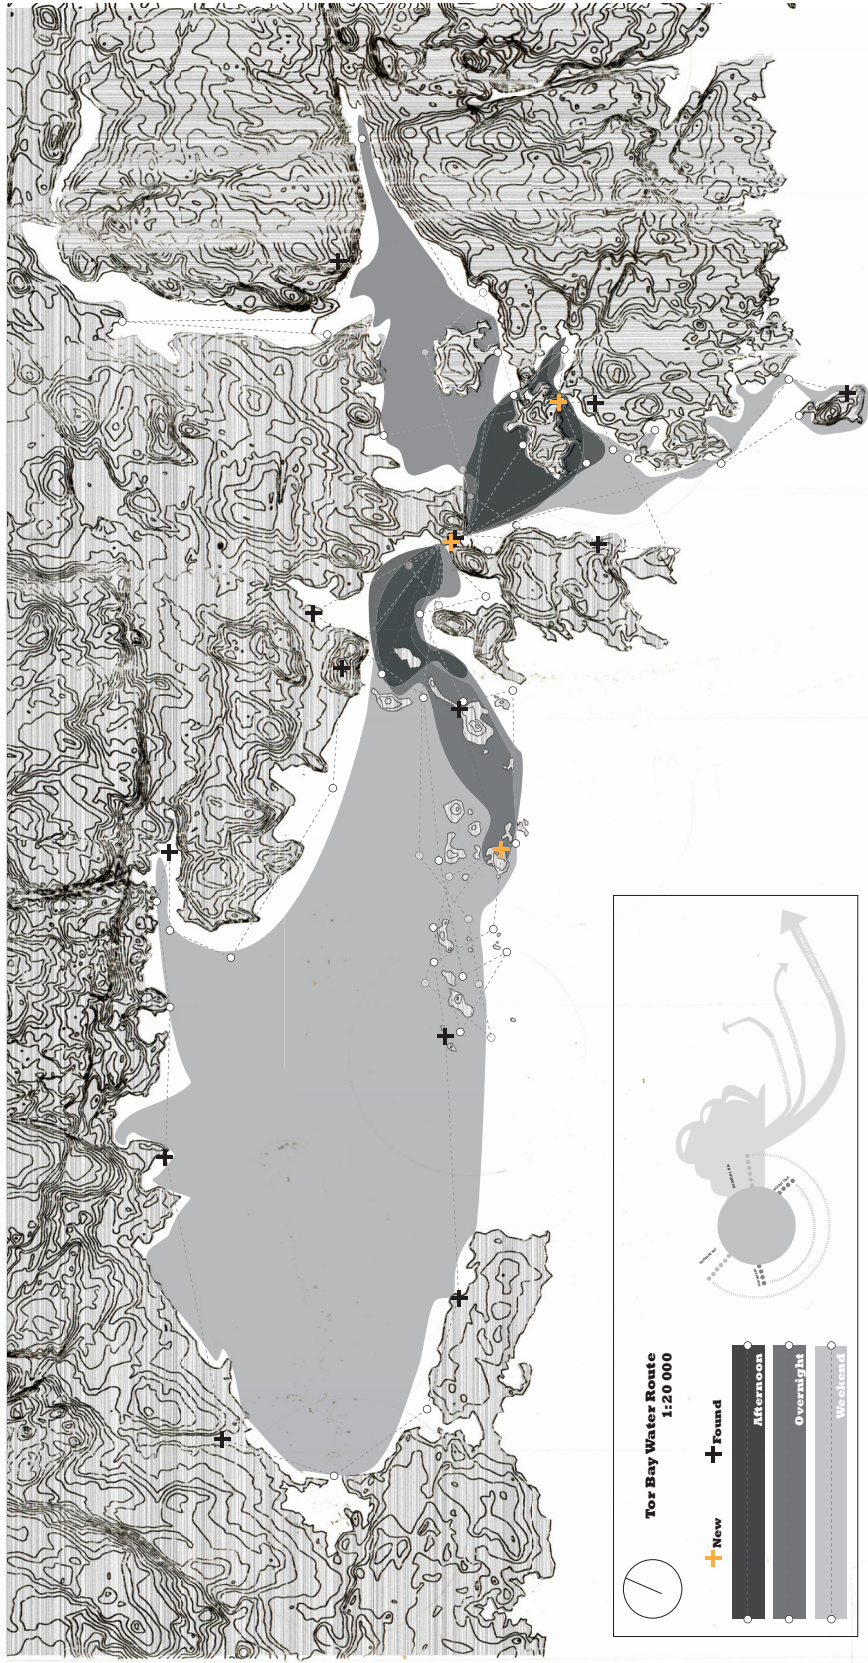 Tor Bay Water Route
1:20 000
New
Found
Afternoon
Overnight
Weekend